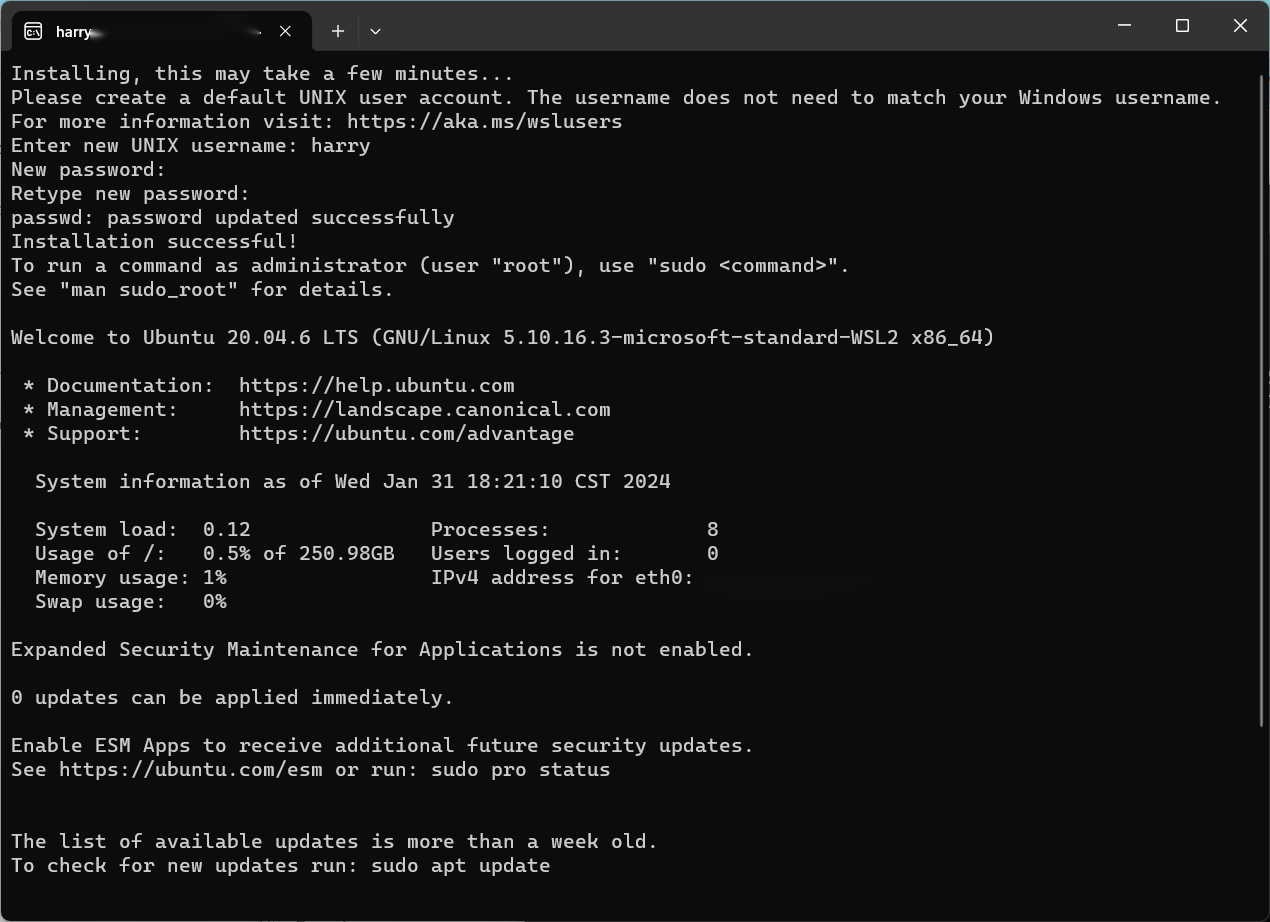 harry
Installing, this may take a few minutes...
Please create a default UNIX user account. The username does not need to match your Windows username.
For more information visit: https://aka.ms/wslusers
Enter new UNIX username: harry
New password:
Retype new password:
passwd: password updated successfully
Installation successful!
To run a command as administrator (user "root"), use "sudo <command>".
See "man sudo_root" for details.
Welcome to Ubuntu 20.04.6 LTS (GNU/Linux 5.10.16.3-microsoft-standard-WSL2 x86_64)
* Documentation: https://help.ubuntu.com
* Management: https://landscape.canonical.com
* Support: https://ubuntu.com/advantage
System information as of Wed Jan 31 18:21:10 CST 2024
System load: 0.12 Processes: 8
Usage of /: 0.5% of 250.98GB Users logged in: 0
Memory usage: 1% IPv4 address for eth0:
Swap usage: 0%
Expanded Security Maintenance for Applications is not enabled.
0 updates can be applied immediately.
Enable ESM Apps to receive additional future security updates.
See https://ubuntu.com/esm or run: sudo pro status
The list of available updates is more than a week old.
To check for new updates run: sudo apt update